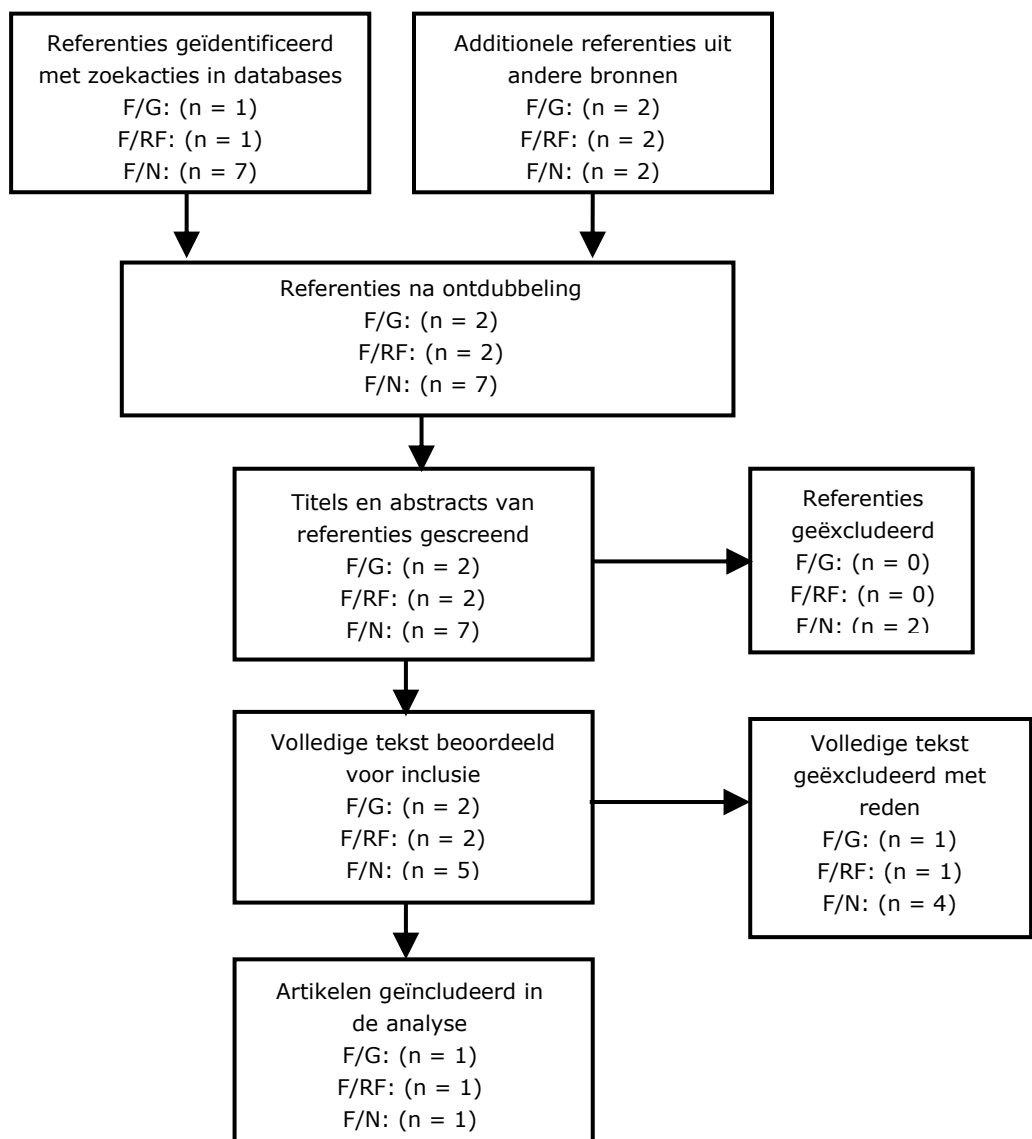 Referenties geïdentificeerd
met zoekacties in databases
F/G: (n = 1)
F/RF: (n = 1)
F/N: (n = 7)
Additionele referenties uit
andere bronnen
F/G: (n = 2)
F/RF: (n = 2)
F/N: (n = 2)
Referenties na ontdubbeling
F/G: (n = 2)
F/RF: (n = 2)
F/N: (n = 7)
Titels en abstracts van
referenties gescreend
F/G: (n = 2)
F/RF: (n = 2)
F/N: (n = 7)
Referenties
geëxcludeerd
F/G: (n = 0)
F/RF: (n = 0)
F/N: (n = 2)
Volledige tekst beoordeeld
voor inclusie
F/G: (n = 2)
F/RF: (n = 2)
F/N: (n = 5)
Volledige tekst
geëxcludeerd met
reden
F/G: (n = 1)
F/RF: (n = 1)
F/N: (n = 4)
Artikelen geïncludeerd in
de analyse
F/G: (n = 1)
F/RF: (n = 1)
F/N: (n = 1)